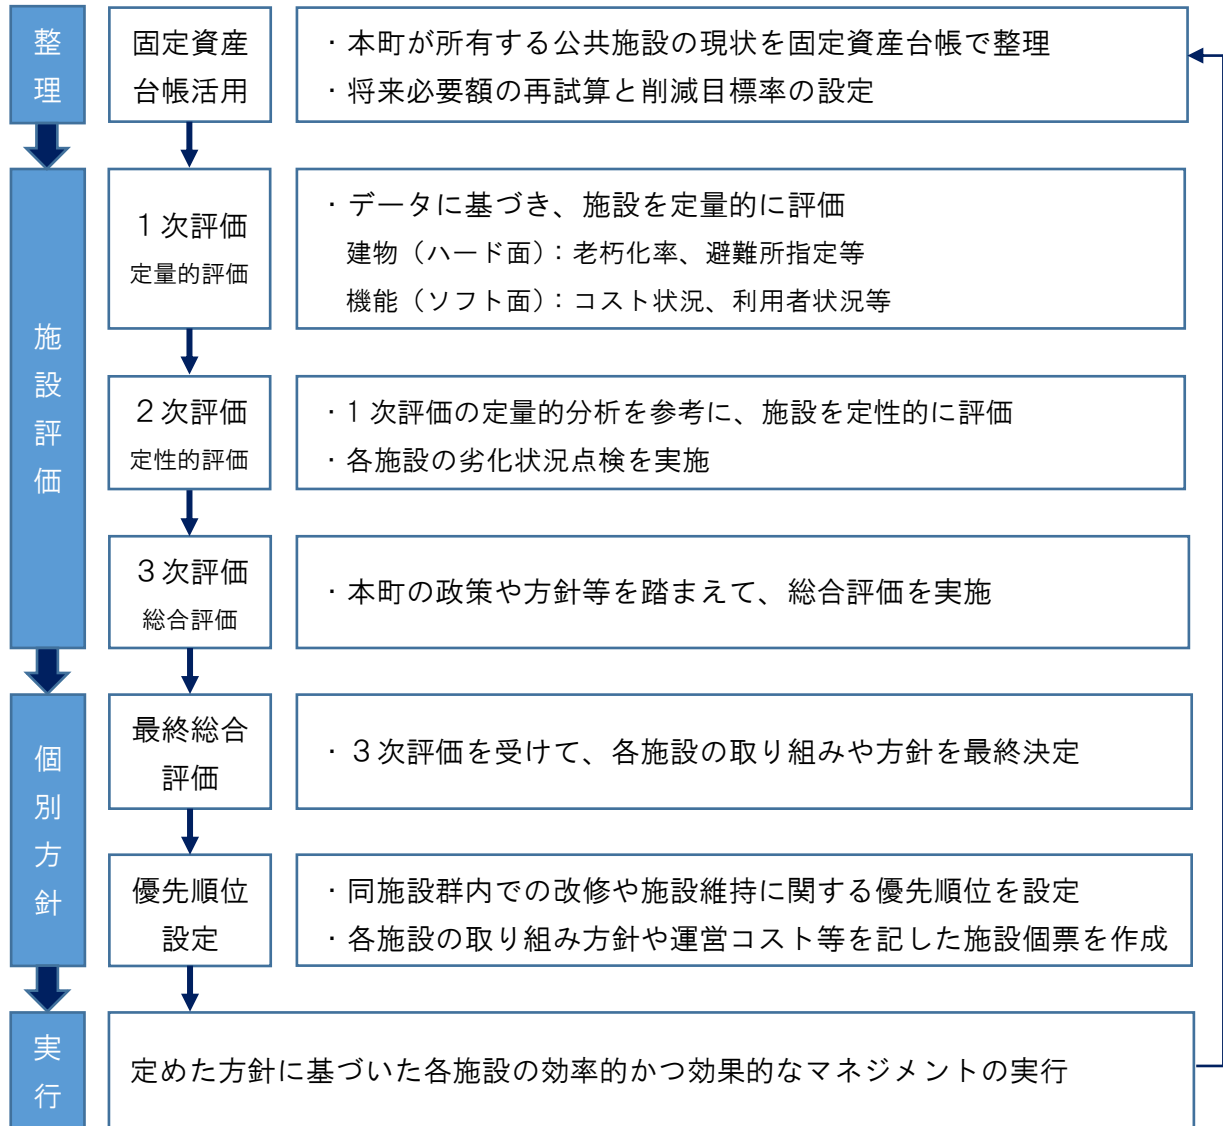 整理
固定資産
台帳活用
・本町が所有する公共施設の現状を固定資産台帳で整理
・将来必要額の再試算と削減目標率の設定
施設評価
１次評価
定量的評価
・データに基づき、施設を定量的に評価
建物（ハード面）：老朽化率、避難所指定等
機能（ソフト面）：コスト状況、利用者状況等
２次評価
定性的評価
・1 次評価の定量的分析を参考に、施設を定性的に評価
・各施設の劣化状況点検を実施
３次評価
総合評価
・本町の政策や方針等を踏まえて、総合評価を実施
個別方針
最終総合
評価
・３次評価を受けて、各施設の取り組みや方針を最終決定
優先順位
設定
・同施設群内での改修や施設維持に関する優先順位を設定
・各施設の取り組み方針や運営コスト等を記した施設個票を作成
実行
定めた方針に基づいた各施設の効率的かつ効果的なマネジメントの実行